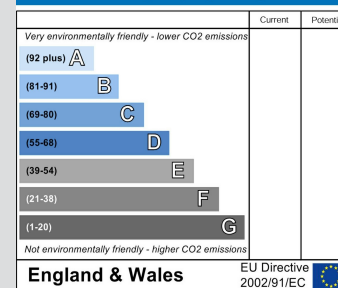 Current Potenti
Very environmentally friendly - lower CO2 emissions
(92 plus) A
(81-91) B
(69-80) C
(55-68) D
(39-54) E
(21-38) F
(1-20) G
Not environmentally friendly - higher CO2 emissions
England & Wales
EU Directive
2002/91/EC